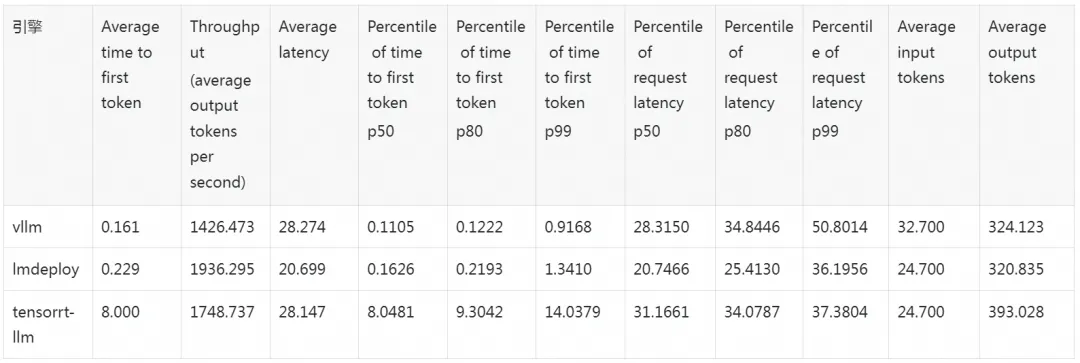 引擎 Average time to first token Throughput (average output tokens per second) Average latency Percentile of time to first token p50 Percentile of time to first token p80 Percentile of time to first token p99 Percentile of request latency p50 Percentile of request latency p80 Percentile of request latency p99 Average input tokens Average output tokens
vllm 0.161 1426.473 28.274 0.1105 0.1222 0.9168 28.3150 34.8446 50.8014 32.700 324.123
lmdeploy 0.229 1936.295 20.699 0.1626 0.2193 1.3410 20.7466 25.4130 36.1956 24.700 320.835
tensorrt-llm 8.000 1748.737 28.147 8.0481 9.3042 14.0379 31.1661 34.0787 37.3804 24.700 393.028